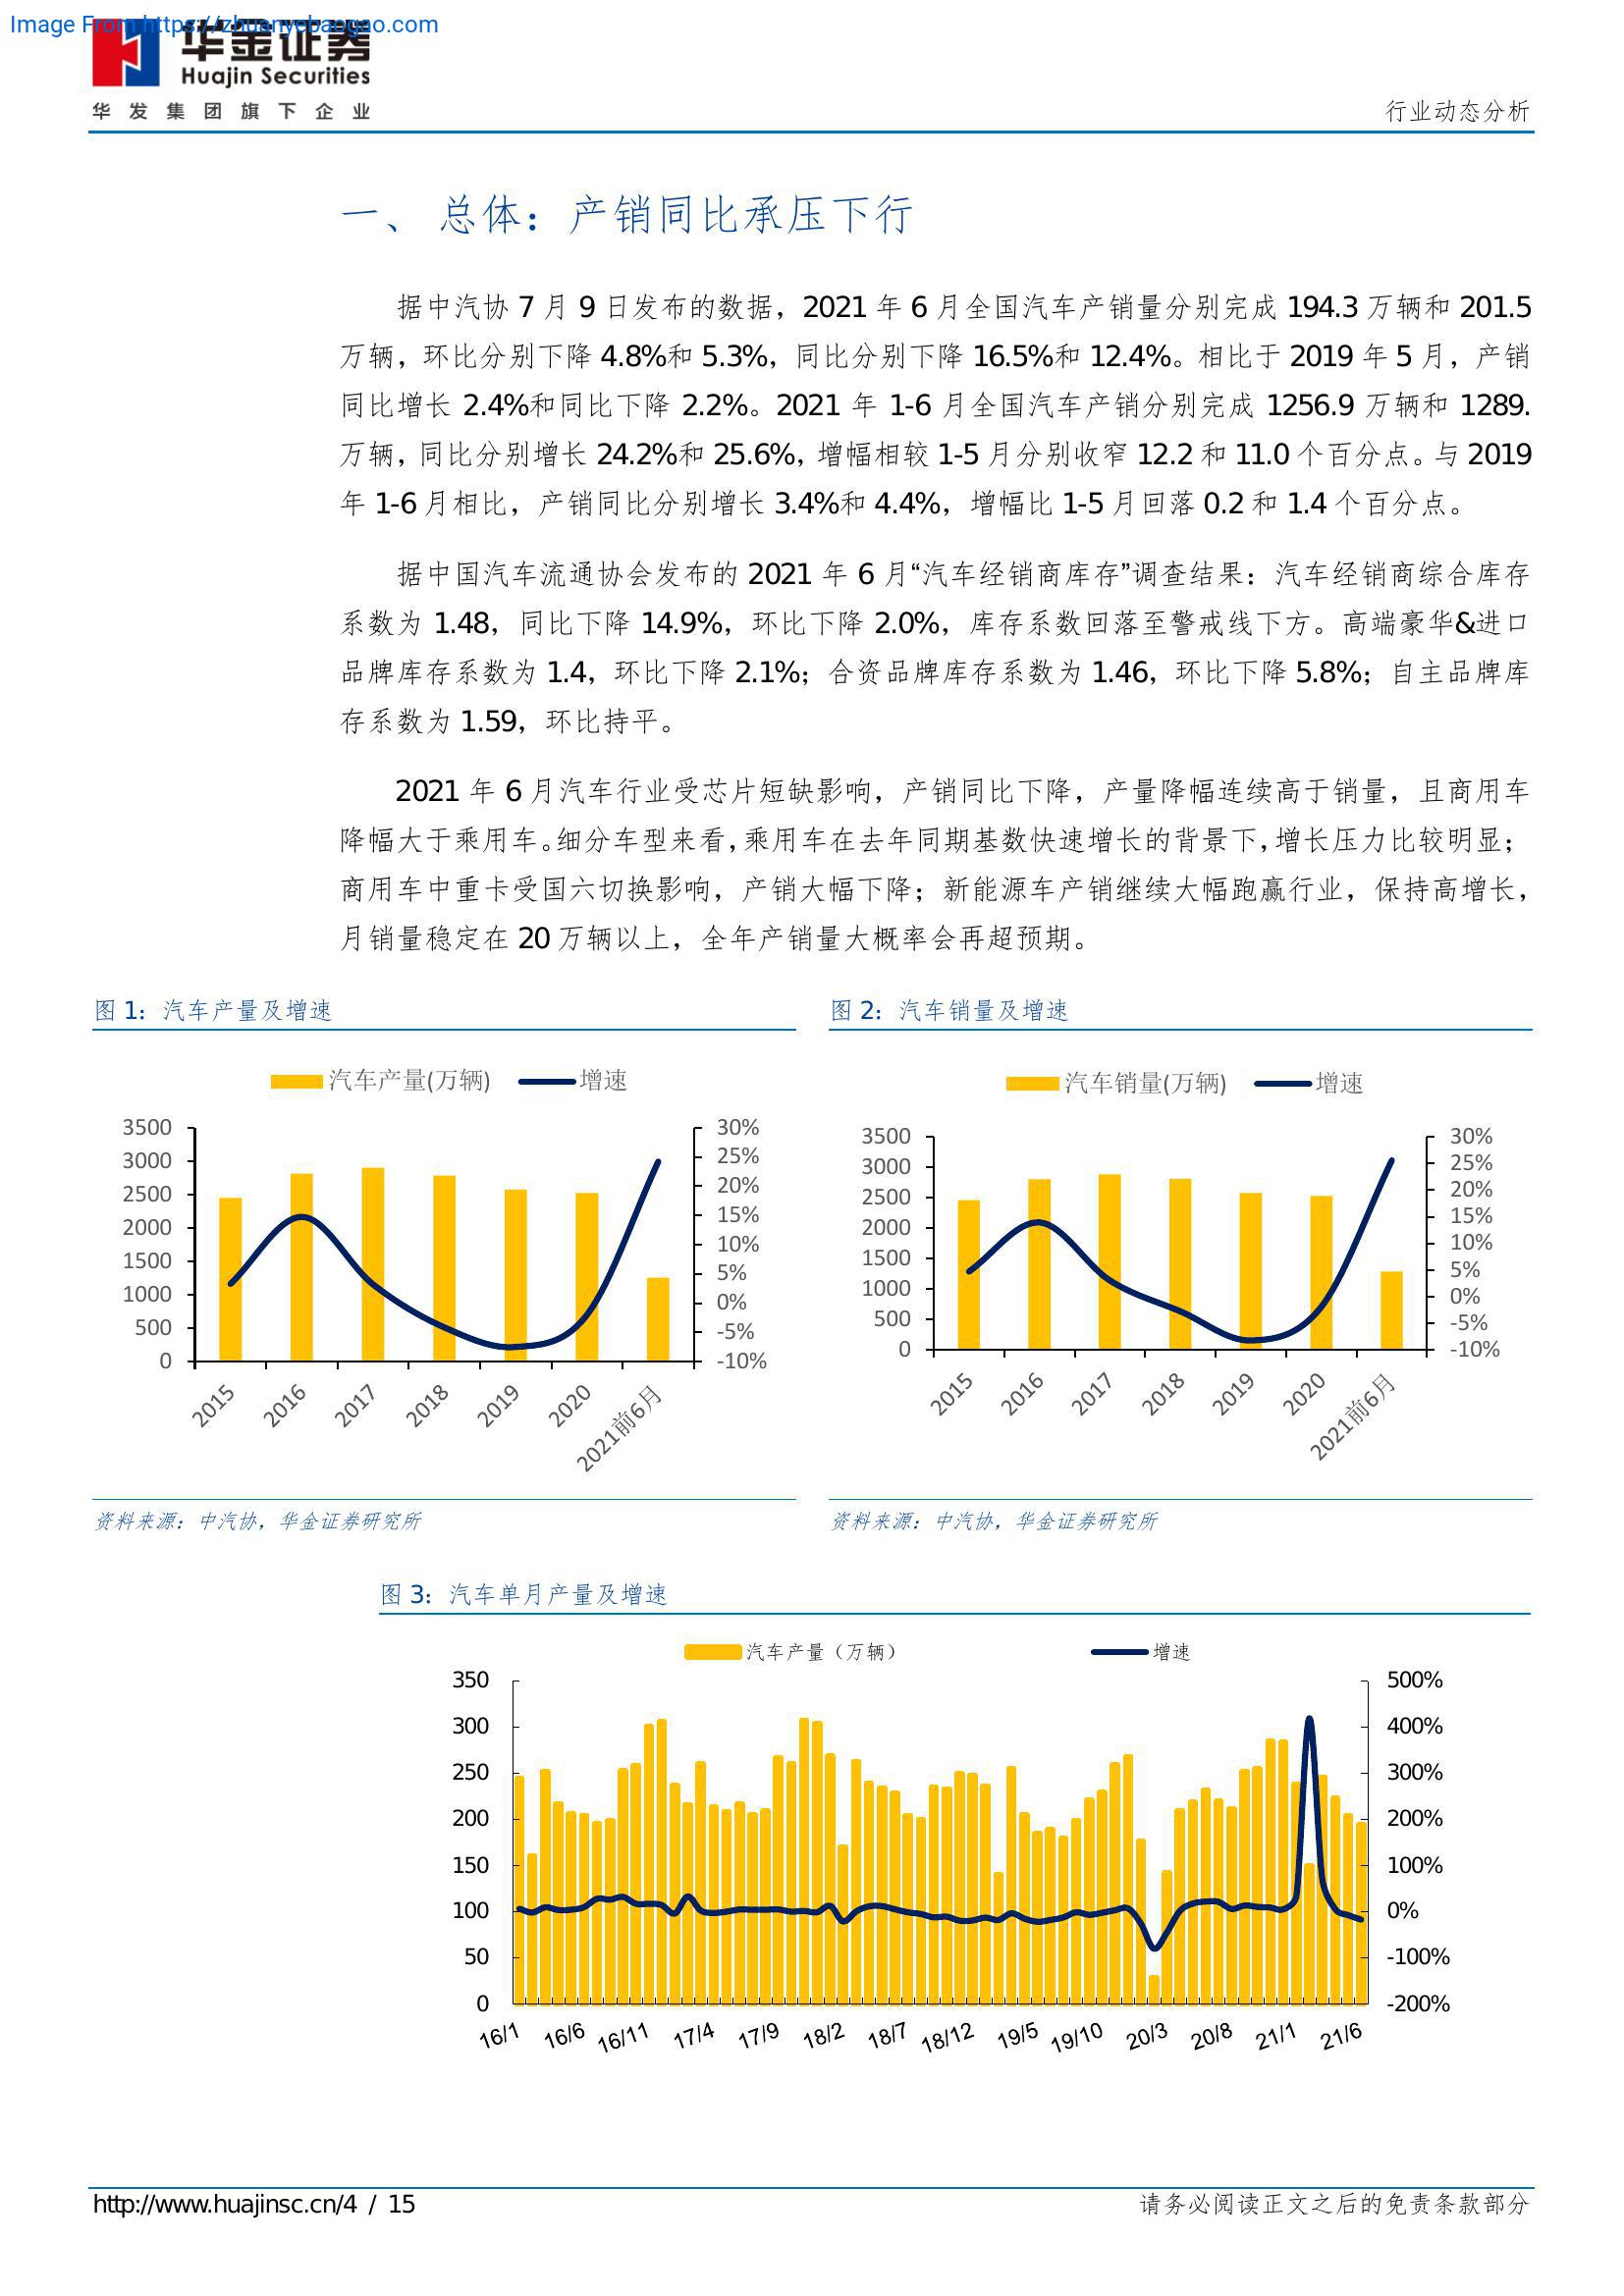 Image From https://zhuanyebaogao.com
华金证券
Huajin Securities
华发集团旗下企业
行业动态分析
一、 总体：产销同比承压下行
据中汽协 7 月 9 日发布的数据，2021 年 6 月全国汽车产销量分别完成 194.3 万辆和 201.5
万辆，环比分别下降 4.8%和 5.3%，同比分别下降 16.5%和 12.4%。相比于 2019 年 5 月，产销
同比增长 2.4%和同比下降 2.2%。2021 年 1-6 月全国汽车产销分别完成 1256.9 万辆和 1289.
万辆，同比分别增长 24.2%和 25.6%，增幅相较 1-5 月分别收窄 12.2 和 11.0 个百分点。与 2019
年 1-6 月相比，产销同比分别增长 3.4%和 4.4%，增幅比 1-5 月回落 0.2 和 1.4 个百分点。
据中国汽车流通协会发布的 2021 年 6 月“汽车经销商库存”调查结果：汽车经销商综合库存
系数为 1.48，同比下降 14.9%，环比下降 2.0%，库存系数回落至警戒线下方。高端豪华&进口
品牌库存系数为 1.4，环比下降 2.1%；合资品牌库存系数为 1.46，环比下降 5.8%；自主品牌库
存系数为 1.59，环比持平。
2021 年 6 月汽车行业受芯片短缺影响，产销同比下降，产量降幅连续高于销量，且商用车
降幅大于乘用车。细分车型来看，乘用车在去年同期基数快速增长的背景下，增长压力比较明显；
商用车中重卡受国六切换影响，产销大幅下降；新能源车产销继续大幅跑赢行业，保持高增长，
月销量稳定在 20 万辆以上，全年产销量大概率会再超预期。
图 1：汽车产量及增速
汽车产量(万辆) 增速
3500 30%
3000 25%
2500 20%
2000 15%
1500 10%
1000 5%
500 0%
0 -5%
-10%
2015 2016 2017 2018 2019 2020 2021前6月
资料来源：中汽协，华金证券研究所
图 2：汽车销量及增速
汽车销量(万辆) 增速
3500 30%
3000 25%
2500 20%
2000 15%
1500 10%
1000 5%
500 0%
0 -5%
-10%
2015 2016 2017 2018 2019 2020 2021前6月
资料来源：中汽协，华金证券研究所
图 3：汽车单月产量及增速
汽车产量（万辆） 增速
350 500%
300 400%
250 300%
200 200%
150 100%
100 0%
50 -100%
0 -200%
16/1 16/6 16/11 17/4 17/9 18/2 18/7 18/12 19/5 19/10 20/3 20/8 21/1 21/6
http://www.huajinsc.cn/4 / 15
请务必阅读正文之后的免责条款部分